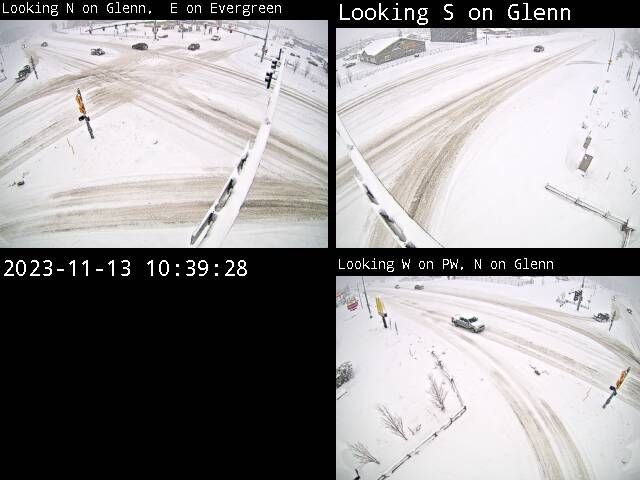 Looking N on Glenn,  E on Evergreen
Looking S on Glenn
2023-11-13 10:39:28
Looking W on PW, N on Glenn